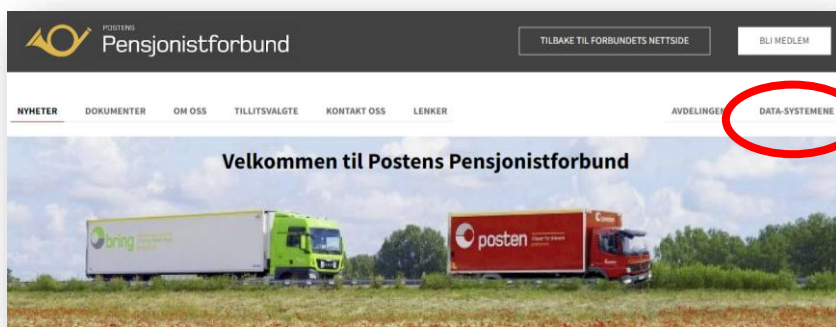 POSTENS
Pensjonistforbund
TILBAKE TIL FORBUNDETS NETTSIDE
BLI MEDLEM
NYHETER DOKUMENTER OM OSS TILLITSVALGTE KONTAKT OSS LENKER AVDELINGEN DATA-SYSTEMENE
Velkommen til Postens Pensjonistforbund
bring
posten